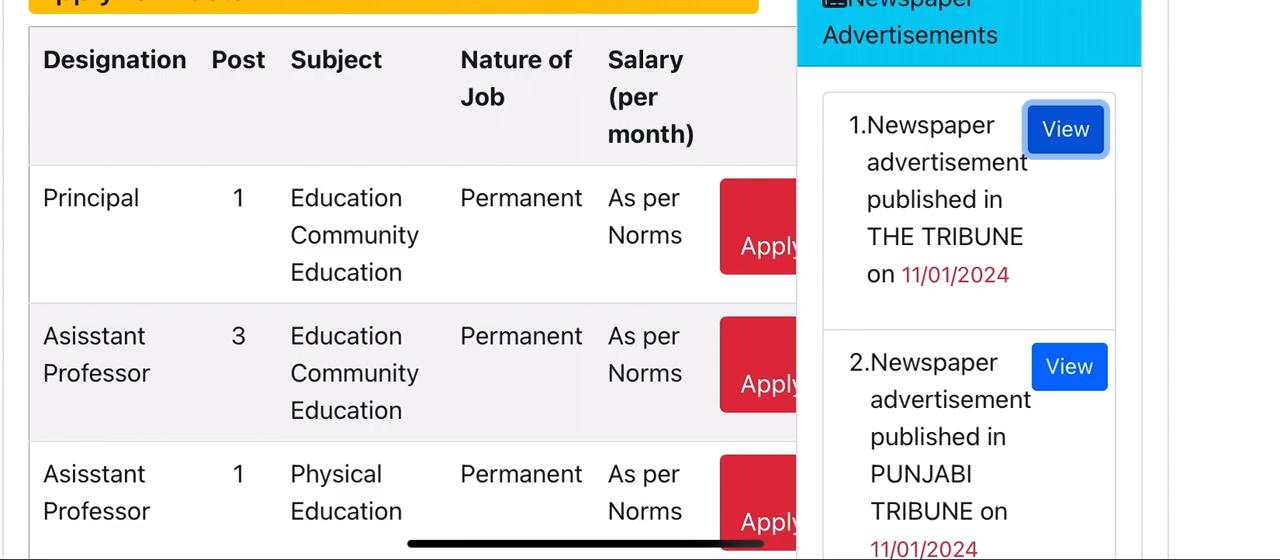 Designation Post Subject Nature of Salary
Job (per
month)
Principal 1 Education Permanent As per
Community Norms Apply
Education
Asisstant 3 Education Permanent As per
Professor Community Norms Apply
Education
Asisstant 1 Physical Permanent As per
Professor Education Norms Apply
Newspaper
Advertisements
1.Newspaper View
advertisement
published in
THE TRIBUNE
on 11/01/2024
2.Newspaper View
advertisement
published in
PUNJABI
TRIBUNE on
11/01/2024